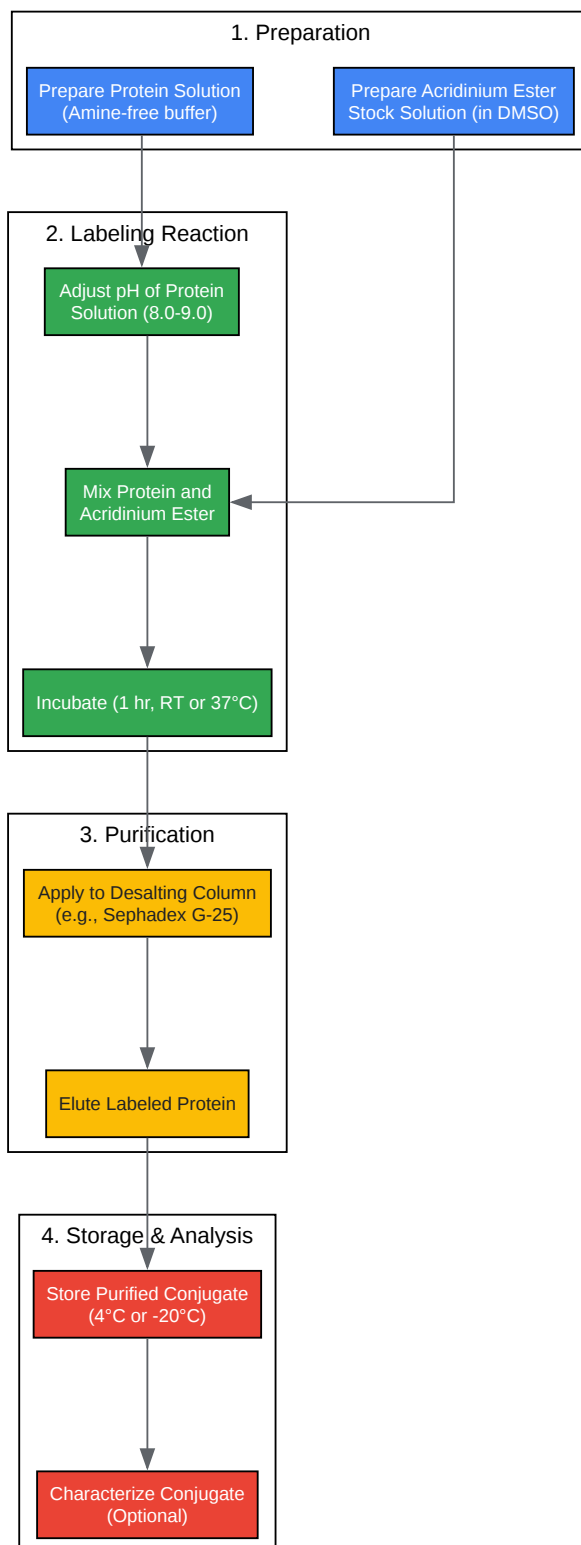 1. Preparation
Prepare Protein Solution
(Amine-free buffer)
Prepare Acridinium Ester
Stock Solution (in DMSO)
2. Labeling Reaction
Adjust pH of Protein
Solution (8.0-9.0)
Mix Protein and
Acridinium Ester
Incubate (1 hr, RT or 37°C)
3. Purification
Apply to Desalting Column
(e.g., Sephadex G-25)
Elute Labeled Protein
4. Storage & Analysis
Store Purified Conjugate
(4°C or -20°C)
Characterize Conjugate
(Optional)